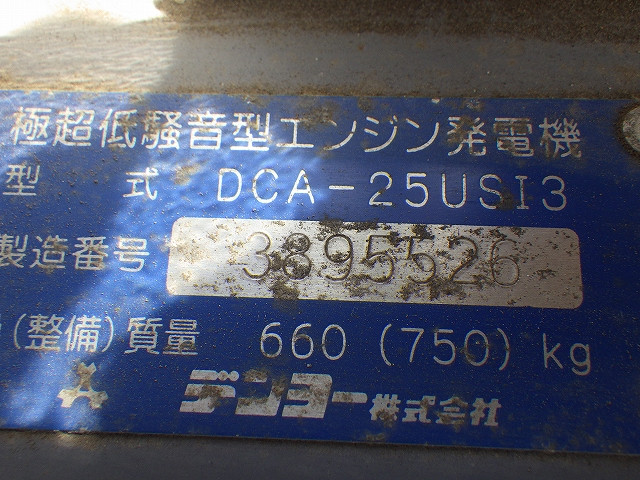 極超低騒音型エンジン発電機
型式 DCA-25USI3
製造番号 3895526
(整備)質量 660 (750) kg
デンヨー株式会社